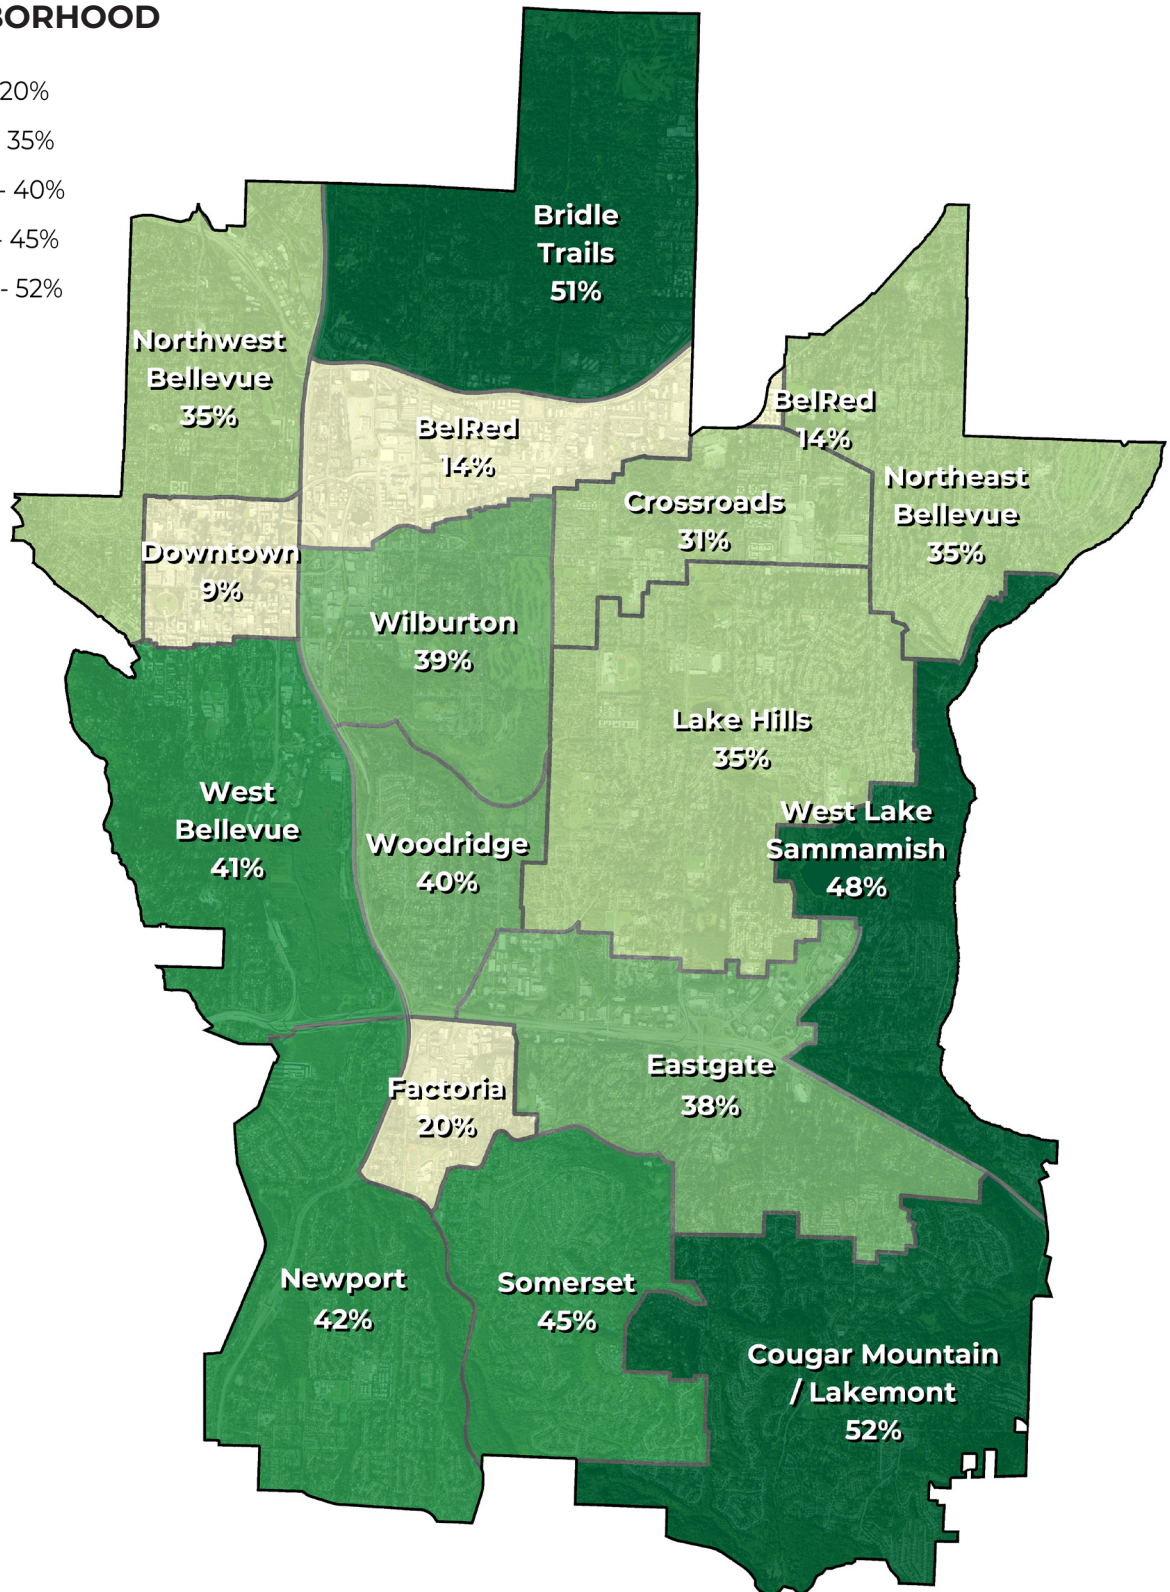 BORHOOD
20%
35%
- 40%
- 45%
- 52%
Bridle
Trails
51%
Northwest
Bellevue
35%
BelRed
14%
BelRed
14%
Northeast
Bellevue
35%
Crossroads
31%
Downtown
9%
Wilburton
39%
Lake Hills
35%
West
Bellevue
41%
West Lake
Sammamish
48%
Woodridge
40%
Eastgate
38%
Factoria
20%
Newport
42%
Somerset
45%
Cougar Mountain
/ Lakemont
52%